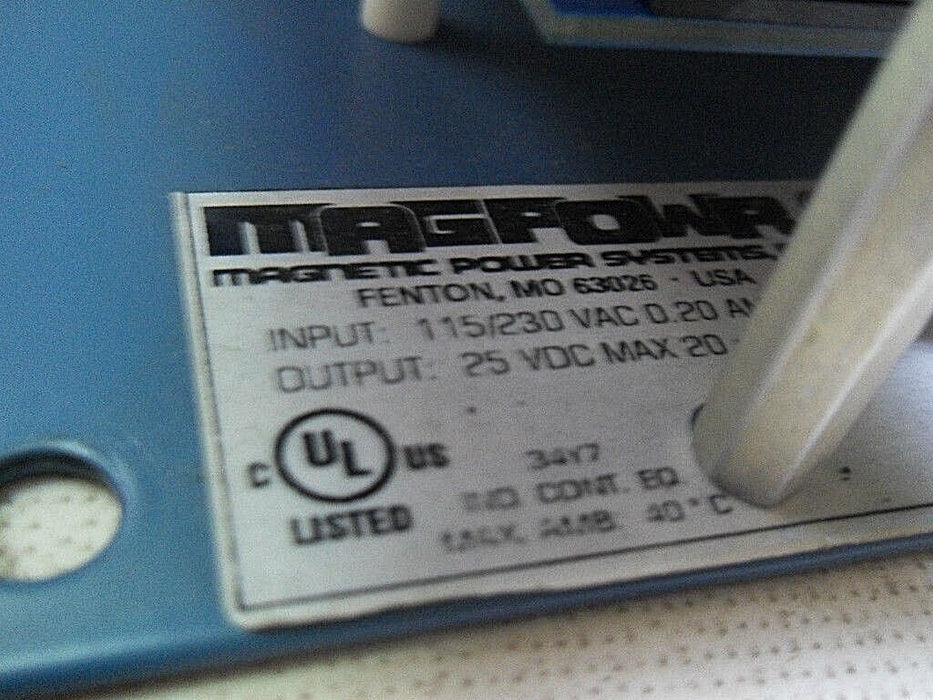 MAGPOWR
MAGNETIC POWER SYSTEMS,
FENTON, MO 63026 - USA
INPUT: 115/230 VAC 0.20
OUTPUT: 25 VDC MAX 20
C UL US
LISTED
34Y7
IND. CONT. EQ.
MAX. AMB. 40°C